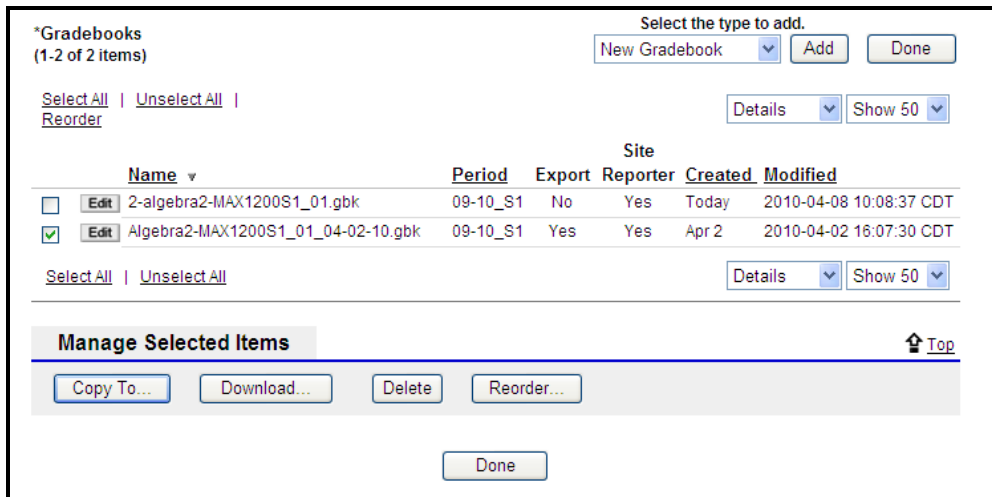 *Gradebooks
(1-2 of 2 items)
Select the type to add.
New Gradebook Add Done
Select All | Unselect All |
Reorder
Details Show 50
Name Period Export Site Reporter Created Modified
Edit 2-algebra2-MAX1200S1_01.gbk 09-10_S1 No Yes Today 2010-04-08 10:08:37 CDT
Edit Algebra2-MAX1200S1_01_04-02-10.gbk 09-10_S1 Yes Yes Apr 2 2010-04-02 16:07:30 CDT
Select All | Unselect All Details Show 50
Manage Selected Items Top
Copy To... Download... Delete Reorder...
Done